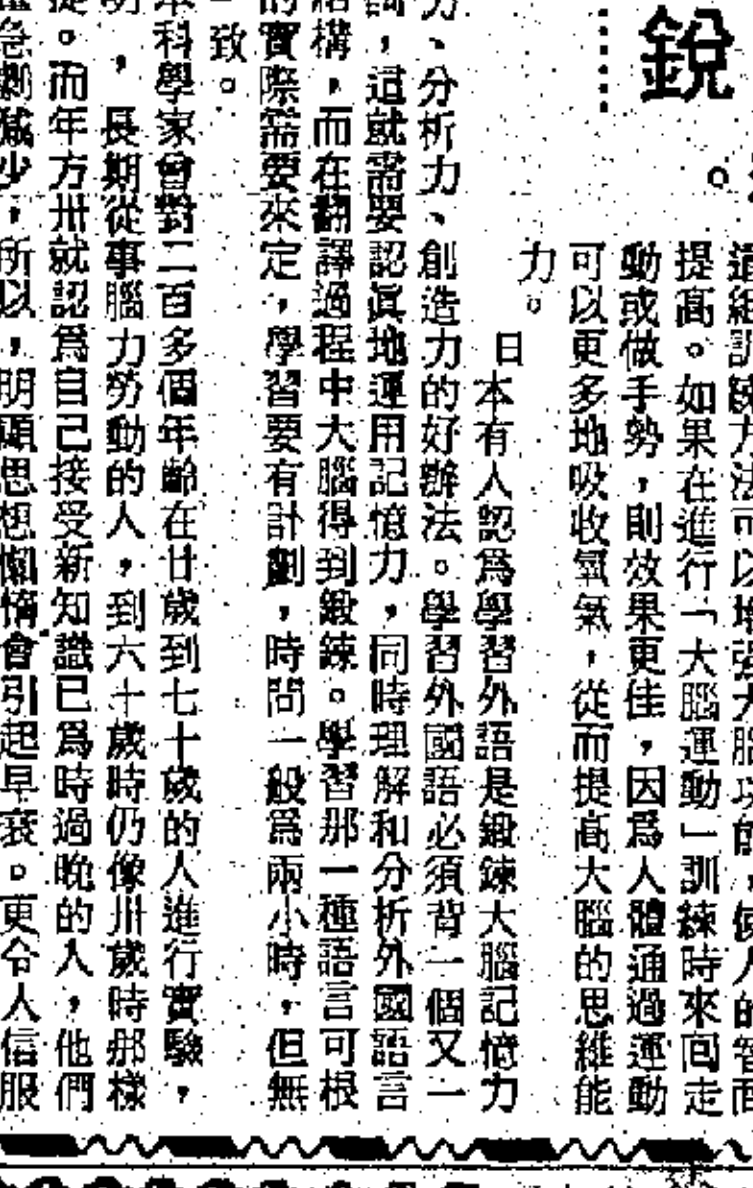 銳
。
這組訓練方法可以增强大腦功能,使人的智商
提高。如果在進行「大腦運動」訓練時來回走
動或做手勢,則效果更佳,因爲人體通過運動
可以更多地吸收氧氣,從而提高大腦的思維能
力。
日本有人認爲學習外語是鍛鍊大腦記憶力
力、分析力、創造力的好辦法。學習外國語必須背一個又一
詞,這就需要認眞地運用記憶力,同時理解和分析外國語言
結構,而在翻譯過程中大腦得到鍛鍊。學習那一種語言可根
的實際需要來定,學習要有計劃,時間一般爲兩小時,但無
一致。
本科學家曾對二百多個年齡在廿歲到七十歲的人進行實驗,
明,長期從事腦力勞動的人,到六十歲時仍像卅歲時那樣
捷。而年方卅就認爲自己接受新知識已爲時過晚的人,他們
急劇減少,所以,明顯思想懶惰會引起早衰。更令人信服